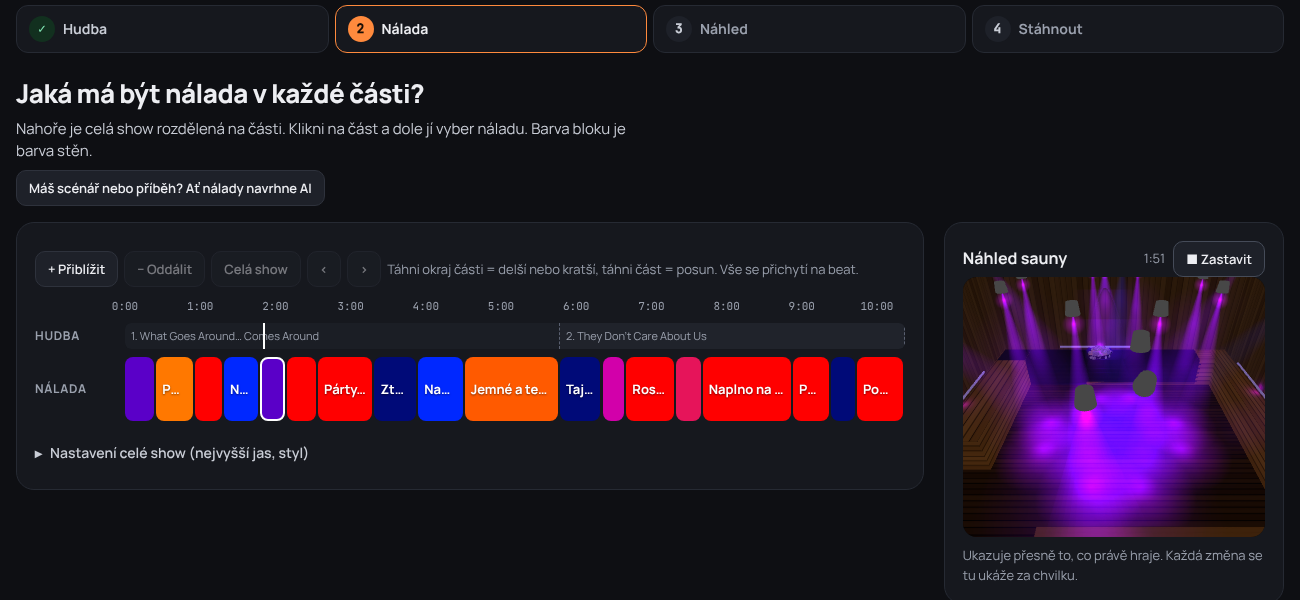 ✓ Hudba
2 Nálada
3 Náhled
4 Stáhnout
Jaká má být nálada v každé části?
Nahoře je celá show rozdělená na části. Klikni na část a dole jí vyber náladu. Barva bloku je
barva stěn.
Máš scénář nebo příběh? Ať nálady navrhne AI
+ Přiblížit − Oddálit Celá show ‹ › Táhni okraj části = delší nebo kratší, táhni část = posun. Vše se přichytí na beat.
0:00 1:00 2:00 3:00 4:00 5:00 6:00 7:00 8:00 9:00 10:00
HUDBA 1. What Goes Around… Comes Around 2. They Don't Care About Us
NÁLADA P… N… Párty… Zt… Na… Jemné a te… Taj… Ros… Naplno na … P… Po…
▶ Nastavení celé show (nejvyšší jas, styl)
Náhled sauny 1:51 ■ Zastavit
Ukazuje přesně to, co právě hraje. Každá změna se
tu ukáže za chvilku.